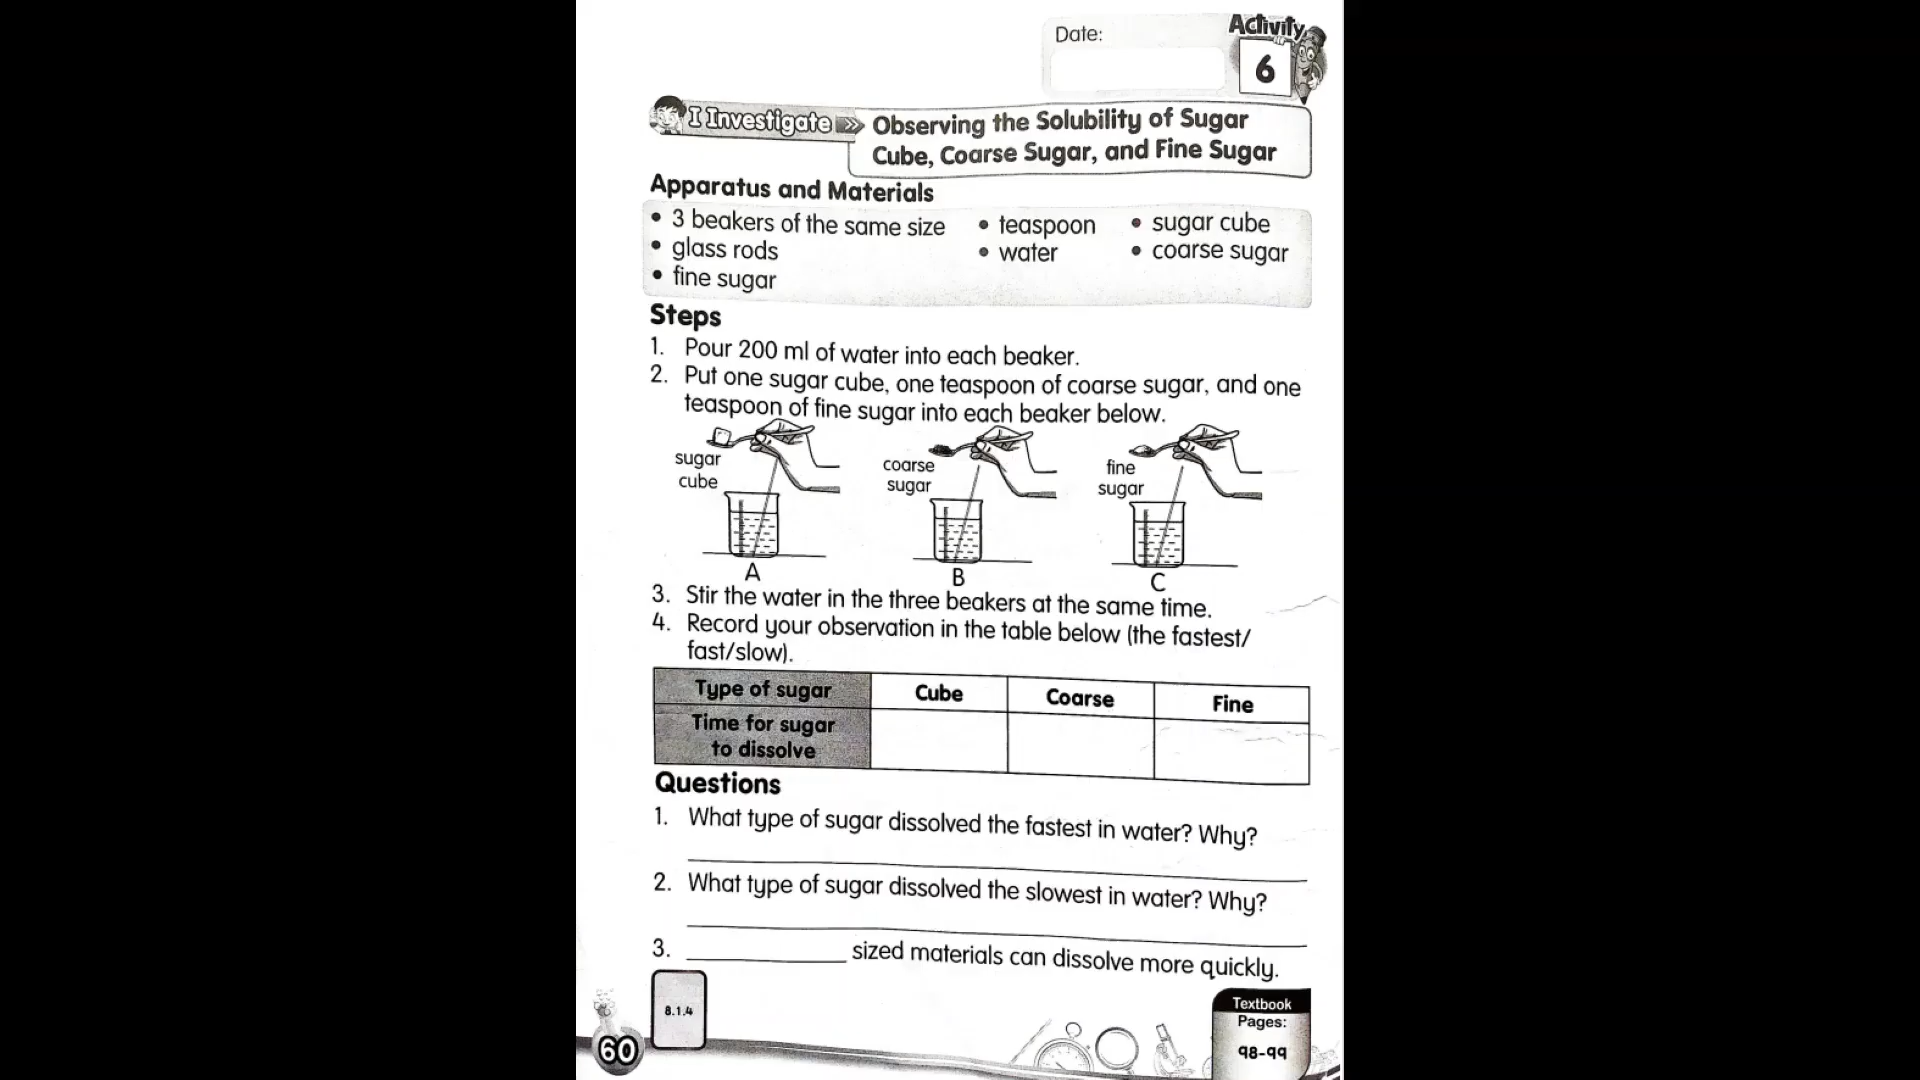 Date:
Activity
6
I Investigate
Observing the Solubility of Sugar
Cube, Coarse Sugar, and Fine Sugar
Apparatus and Materials
• 3 beakers of the same size • teaspoon • sugar cube
• glass rods • water • coarse sugar
• fine sugar
Steps
1. Pour 200 ml of water into each beaker.
2. Put one sugar cube, one teaspoon of coarse sugar, and one
teaspoon of fine sugar into each beaker below.
sugar
cube
coarse
sugar
fine
sugar
A
B
C
3. Stir the water in the three beakers at the same time.
4. Record your observation in the table below (the fastest/
fast/slow).
Type of sugar Cube Coarse Fine
Time for sugar
to dissolve
Questions
1. What type of sugar dissolved the fastest in water? Why?
2. What type of sugar dissolved the slowest in water? Why?
3. ____________ sized materials can dissolve more quickly.
8.1.4
60
Textbook
Pages:
98-99